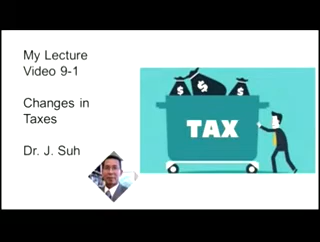 My Lecture
Video 9-1
Changes in
Taxes
Dr. J. Suh
$ $ $
TAX